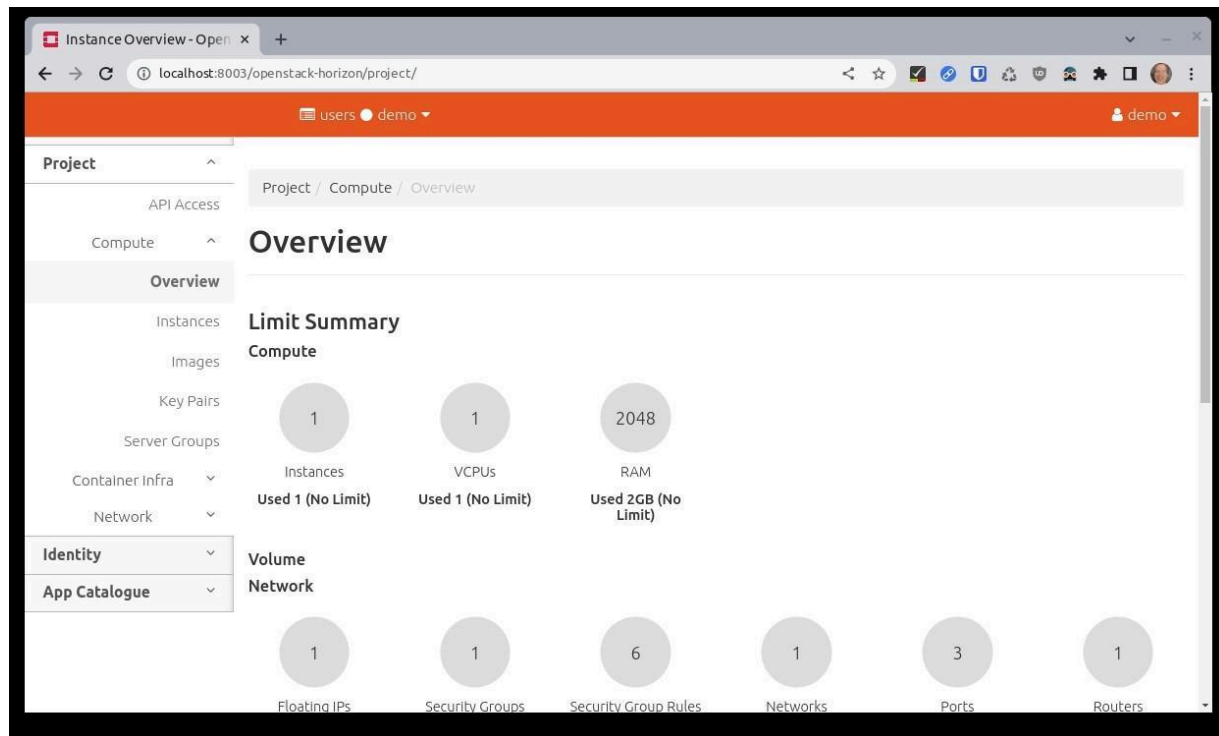 Instance Overview - Open
localhost:8003/openstack-horizon/project/
users demo
demo
Project
API Access
Compute
Overview
Instances
Images
Key Pairs
Server Groups
Container Infra
Network
Identity
App Catalogue
Project / Compute / Overview
Overview
Limit Summary
Compute
1 1 2048
Instances VCPUs RAM
Used 1 (No Limit) Used 1 (No Limit) Used 2GB (No
Limit)
Volume
Network
1 1 6 1 3 1
Floating IPs Security Groups Security Group Rules Networks Ports Routers